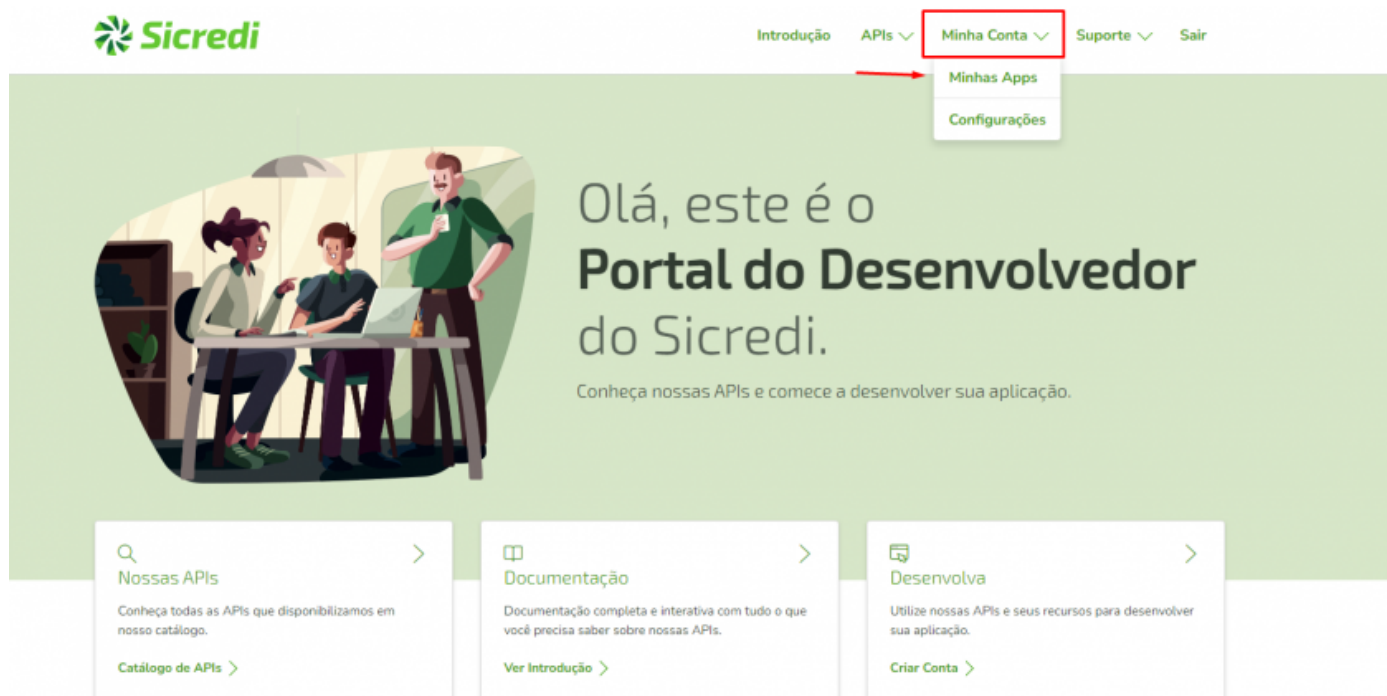 Sicredi
Introdução APIs Minha Conta Suporte Sair
Minhas Apps
Configurações
Olá, este é o
Portal do Desenvolvedor
do Sicredi.
Conheça nossas APIs e comece a desenvolver sua aplicação.
Nossas APIs
Conheça todas as APIs que disponibilizamos em
nosso catálogo.
Catálogo de APIs
Documentação
Documentação completa e interativa com tudo o que
você precisa saber sobre nossas APIs.
Ver Introdução
Desenvolva
Utilize nossas APIs e seus recursos para desenvolver
sua aplicação.
Criar Conta